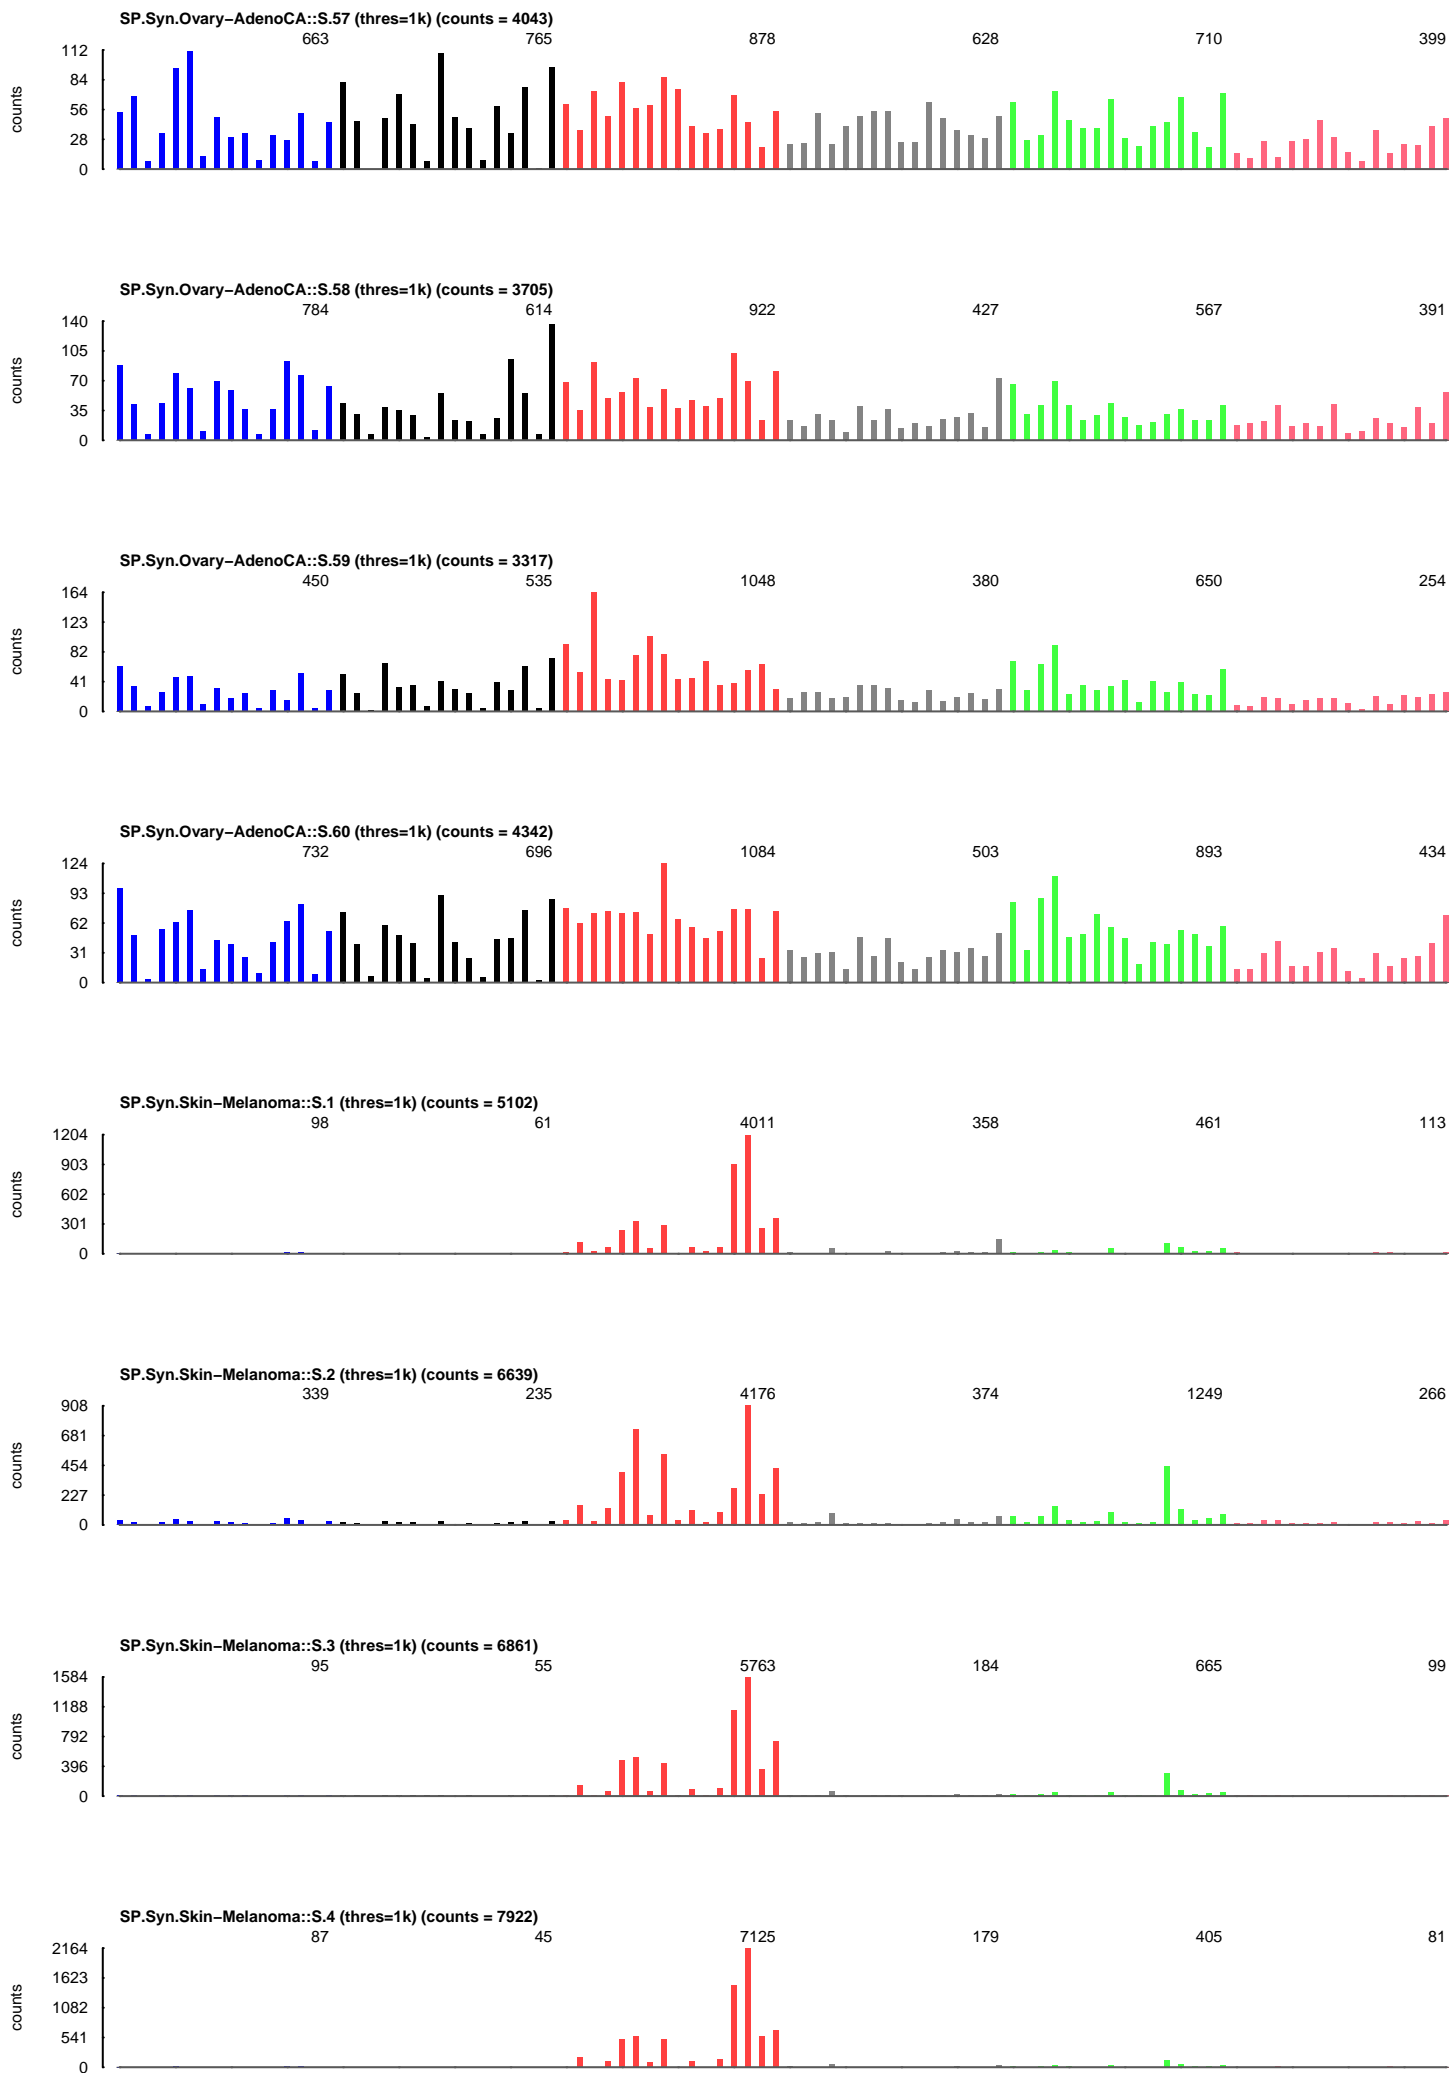 SP.Syn.Ovary−AdenoCA::S.57 (thres=1k) (counts = 4043)
663 765 878 628 710 399
112
84
56
28
0
counts
SP.Syn.Ovary−AdenoCA::S.58 (thres=1k) (counts = 3705)
784 614 922 427 567 391
140
105
70
35
0
counts
SP.Syn.Ovary−AdenoCA::S.59 (thres=1k) (counts = 3317)
450 535 1048 380 650 254
164
123
82
41
0
counts
SP.Syn.Ovary−AdenoCA::S.60 (thres=1k) (counts = 4342)
732 696 1084 503 893 434
124
93
62
31
0
counts
SP.Syn.Skin−Melanoma::S.1 (thres=1k) (counts = 5102)
98 61 4011 358 461 113
1204
903
602
301
0
counts
SP.Syn.Skin−Melanoma::S.2 (thres=1k) (counts = 6639)
339 235 4176 374 1249 266
908
681
454
227
0
counts
SP.Syn.Skin−Melanoma::S.3 (thres=1k) (counts = 6861)
95 55 5763 184 665 99
1584
1188
792
396
0
counts
SP.Syn.Skin−Melanoma::S.4 (thres=1k) (counts = 7922)
87 45 7125 179 405 81
2164
1623
1082
541
0
counts